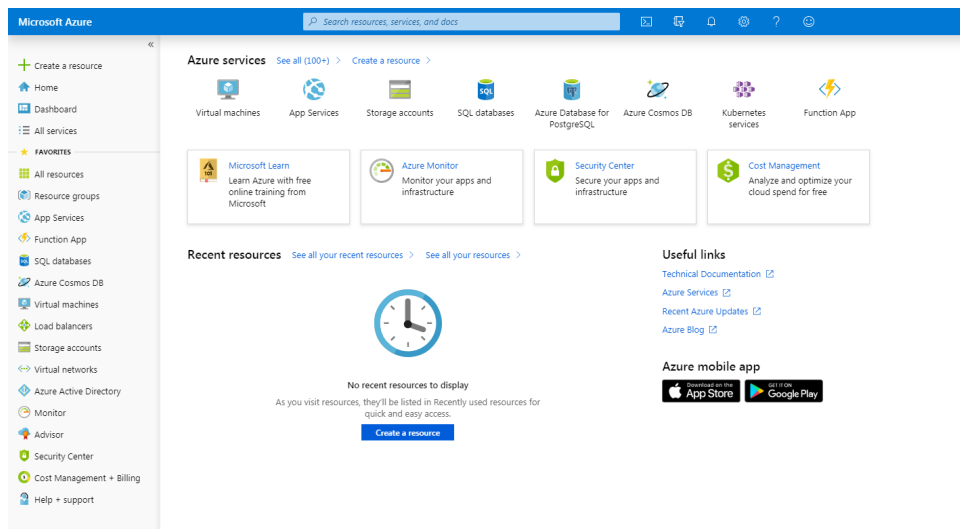 Microsoft Azure
Search resources, services, and docs
Create a resource
Home
Dashboard
All services
FAVORITES
All resources
Resource groups
App Services
Function App
SQL databases
Azure Cosmos DB
Virtual machines
Load balancers
Storage accounts
Virtual networks
Azure Active Directory
Monitor
Advisor
Security Center
Cost Management + Billing
Help + support
Azure services See all (100+) > Create a resource >
Virtual machines
App Services
Storage accounts
SQL
SQL databases
Azure Database for
PostgreSQL
Azure Cosmos DB
Kubernetes
services
Function App
Microsoft Learn
Learn Azure with free
online training from
Microsoft
Azure Monitor
Monitor your apps and
infrastructure
Security Center
Secure your apps and
infrastructure
Cost Management
Analyze and optimize your
cloud spend for free
Recent resources See all your recent resources > See all your resources >
No recent resources to display
As you visit resources, they'll be listed in Recently used resources for
quick and easy access.
Create a resource
Useful links
Technical Documentation
Azure Services
Recent Azure Updates
Azure Blog
Azure mobile app
Download on the
App Store
GET IT ON
Google Play